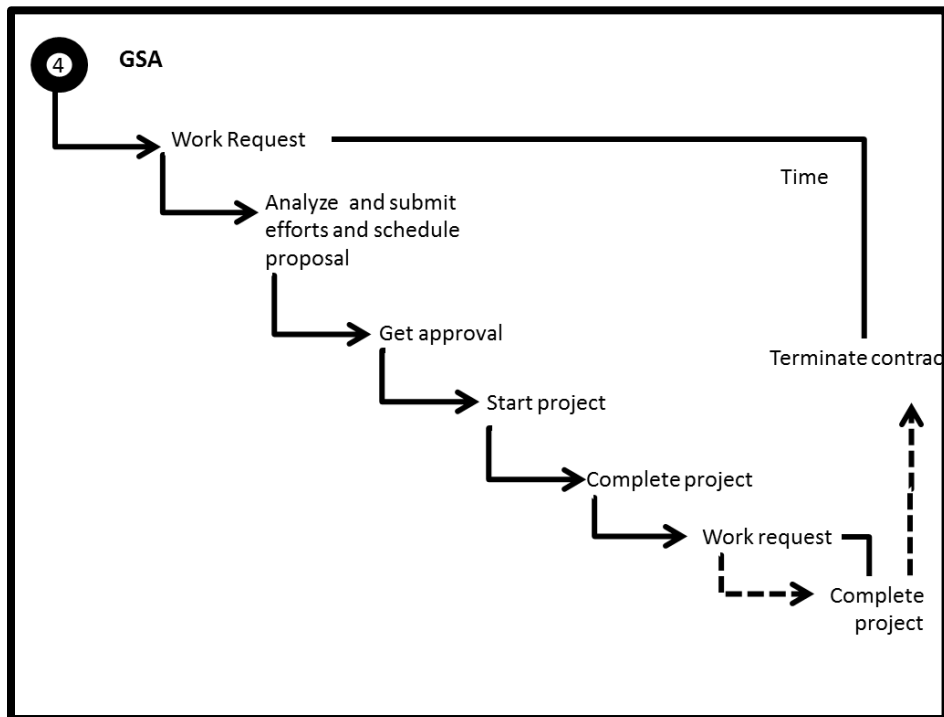 4
GSA
Work Request
Time
Analyze and submit
efforts and schedule
proposal
Get approval
Terminate contrac
Start project
Complete project
Work request
Complete
project